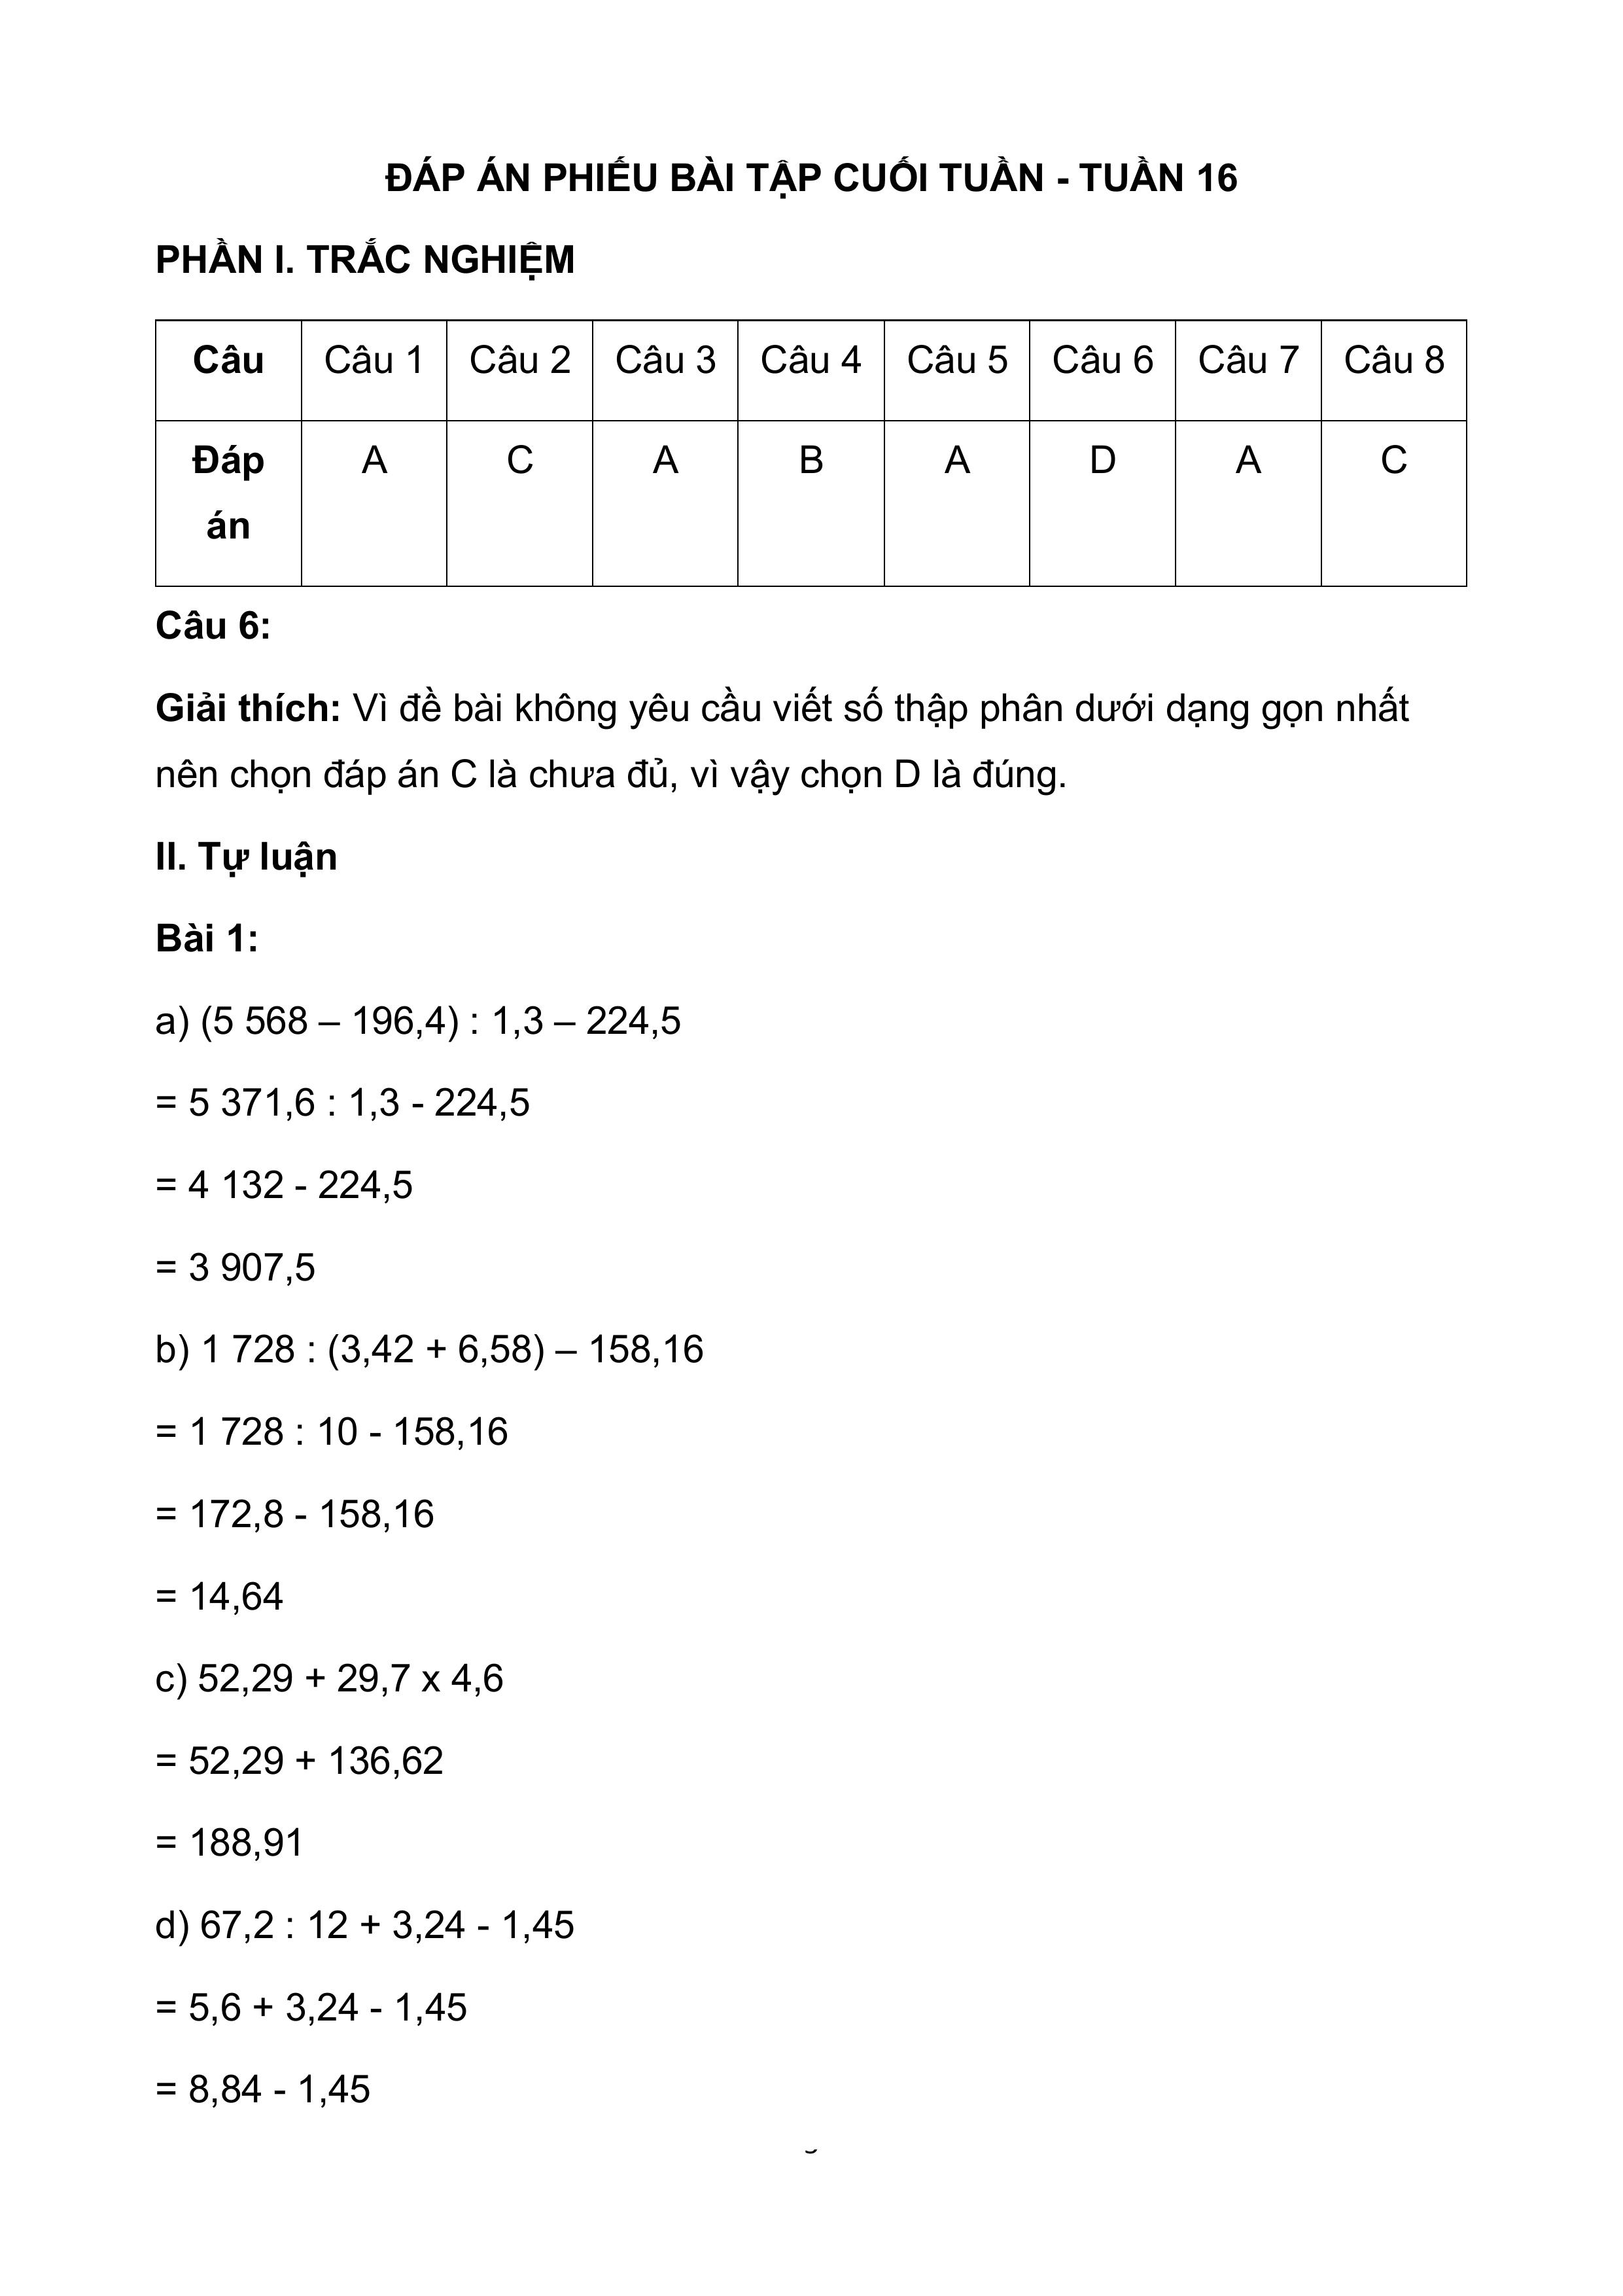 ĐÁP ÁN PHIẾU BÀI TẬP CUỐI TUẦN - TUẦN 16
PHẦN I. TRẮC NGHIỆM
Câu Câu 1 Câu 2 Câu 3 Câu 4 Câu 5 Câu 6 Câu 7 Câu 8
Đáp A C A B A D A C
án
Câu 6:
Giải thích: Vì đề bài không yêu cầu viết số thập phân dưới dạng gọn nhất
nên chọn đáp án C là chưa đủ, vì vậy chọn D là đúng.
II. Tự luận
Bài 1:
a) (5 568 – 196,4) : 1,3 – 224,5
= 5 371,6 : 1,3 - 224,5
= 4 132 - 224,5
= 3 907,5
b) 1 728 : (3,42 + 6,58) – 158,16
= 1 728 : 10 - 158,16
= 172,8 - 158,16
= 14,64
c) 52,29 + 29,7 x 4,6
= 52,29 + 136,62
= 188,91
d) 67,2 : 12 + 3,24 - 1,45
= 5,6 + 3,24 - 1,45
= 8,84 - 1,45